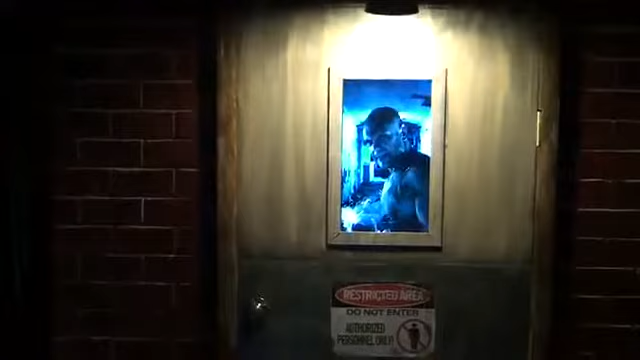 RESTRICTED AREA
DO NOT ENTER
AUTHORIZED
PERSONNEL ONLY